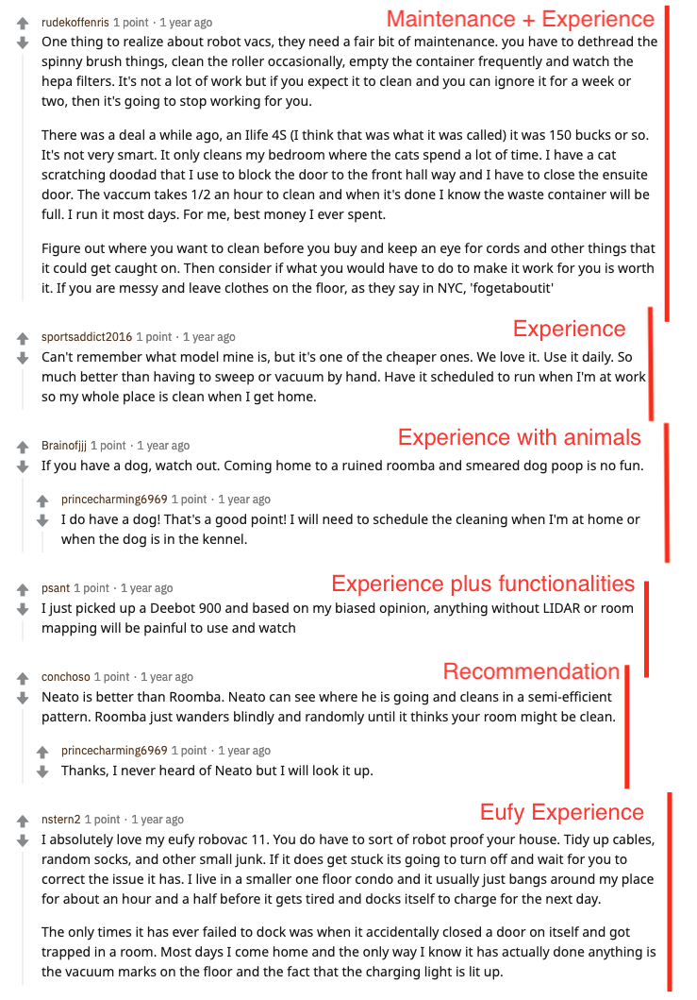 Maintenance + Experience
rudekoffenris 1 point · 1 year ago
One thing to realize about robot vacs, they need a fair bit of maintenance. you have to dethread the
spinny brush things, clean the roller occasionally, empty the container frequently and watch the
hepa filters. It's not a lot of work but if you expect it to clean and you can ignore it for a week or
two, then it's going to stop working for you.
There was a deal a while ago, an Ilife 4S (I think that was what it was called) it was 150 bucks or so.
It's not very smart. It only cleans my bedroom where the cats spend a lot of time. I have a cat
scratching doodad that I use to block the door to the front hall way and I have to close the ensuite
door. The vaccum takes 1/2 an hour to clean and when it's done I know the waste container will be
full. I run it most days. For me, best money I ever spent.
Figure out where you want to clean before you buy and keep an eye for cords and other things that
it could get caught on. Then consider if what you would have to do to make it work for you is worth
it. If you are messy and leave clothes on the floor, as they say in NYC, 'fogetaboutit'
Experience
sportsaddict2016 1 point · 1 year ago
Can't remember what model mine is, but it's one of the cheaper ones. We love it. Use it daily. So
much better than having to sweep or vacuum by hand. Have it scheduled to run when I'm at work
so my whole place is clean when I get home.
Experience with animals
Brainofjjj 1 point · 1 year ago
If you have a dog, watch out. Coming home to a ruined roomba and smeared dog poop is no fun.
princecharming6969 1 point · 1 year ago
I do have a dog! That's a good point! I will need to schedule the cleaning when I'm at home or
when the dog is in the kennel.
Experience plus functionalities
psant 1 point · 1 year ago
I just picked up a Deebot 900 and based on my biased opinion, anything without LIDAR or room
mapping will be painful to use and watch
Recommendation
conchoso 1 point · 1 year ago
Neato is better than Roomba. Neato can see where he is going and cleans in a semi-efficient
pattern. Roomba just wanders blindly and randomly until it thinks your room might be clean.
princecharming6969 1 point · 1 year ago
Thanks, I never heard of Neato but I will look it up.
Eufy Experience
nstern2 1 point · 1 year ago
I absolutely love my eufy robovac 11. You do have to sort of robot proof your house. Tidy up cables,
random socks, and other small junk. If it does get stuck its going to turn off and wait for you to
correct the issue it has. I live in a smaller one floor condo and it usually just bangs around my place
for about an hour and a half before it gets tired and docks itself to charge for the next day.
The only times it has ever failed to dock was when it accidentally closed a door on itself and got
trapped in a room. Most days I come home and the only way I know it has actually done anything is
the vacuum marks on the floor and the fact that the charging light is lit up.